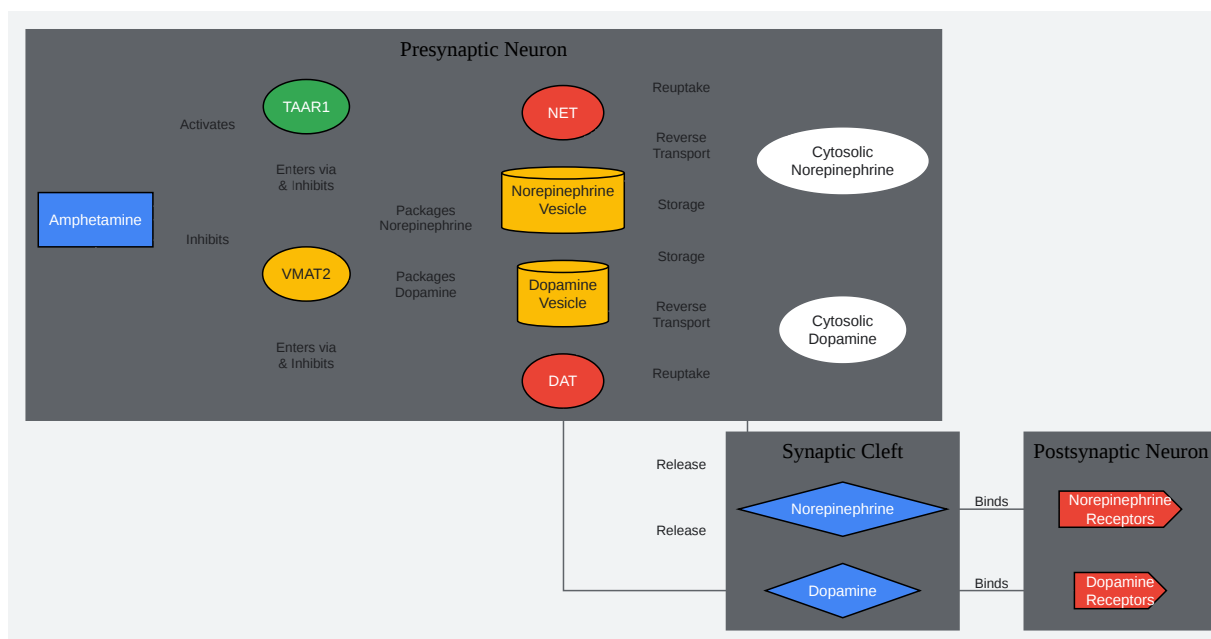 Presynaptic Neuron
TAAR1
NET
Reuptake
Activates
Reverse
Transport
Cytosolic
Norepinephrine
Enters via
& Inhibits
Norepinephrine
Vesicle
Storage
Amphetamine
Packages
Norepinephrine
Inhibits
VMAT2
Packages
Dopamine
Dopamine
Vesicle
Storage
Reverse
Transport
Cytosolic
Dopamine
Enters via
& Inhibits
DAT
Reuptake
Synaptic Cleft
Postsynaptic Neuron
Release
Norepinephrine
Binds
Norepinephrine
Receptors
Release
Dopamine
Binds
Dopamine
Receptors